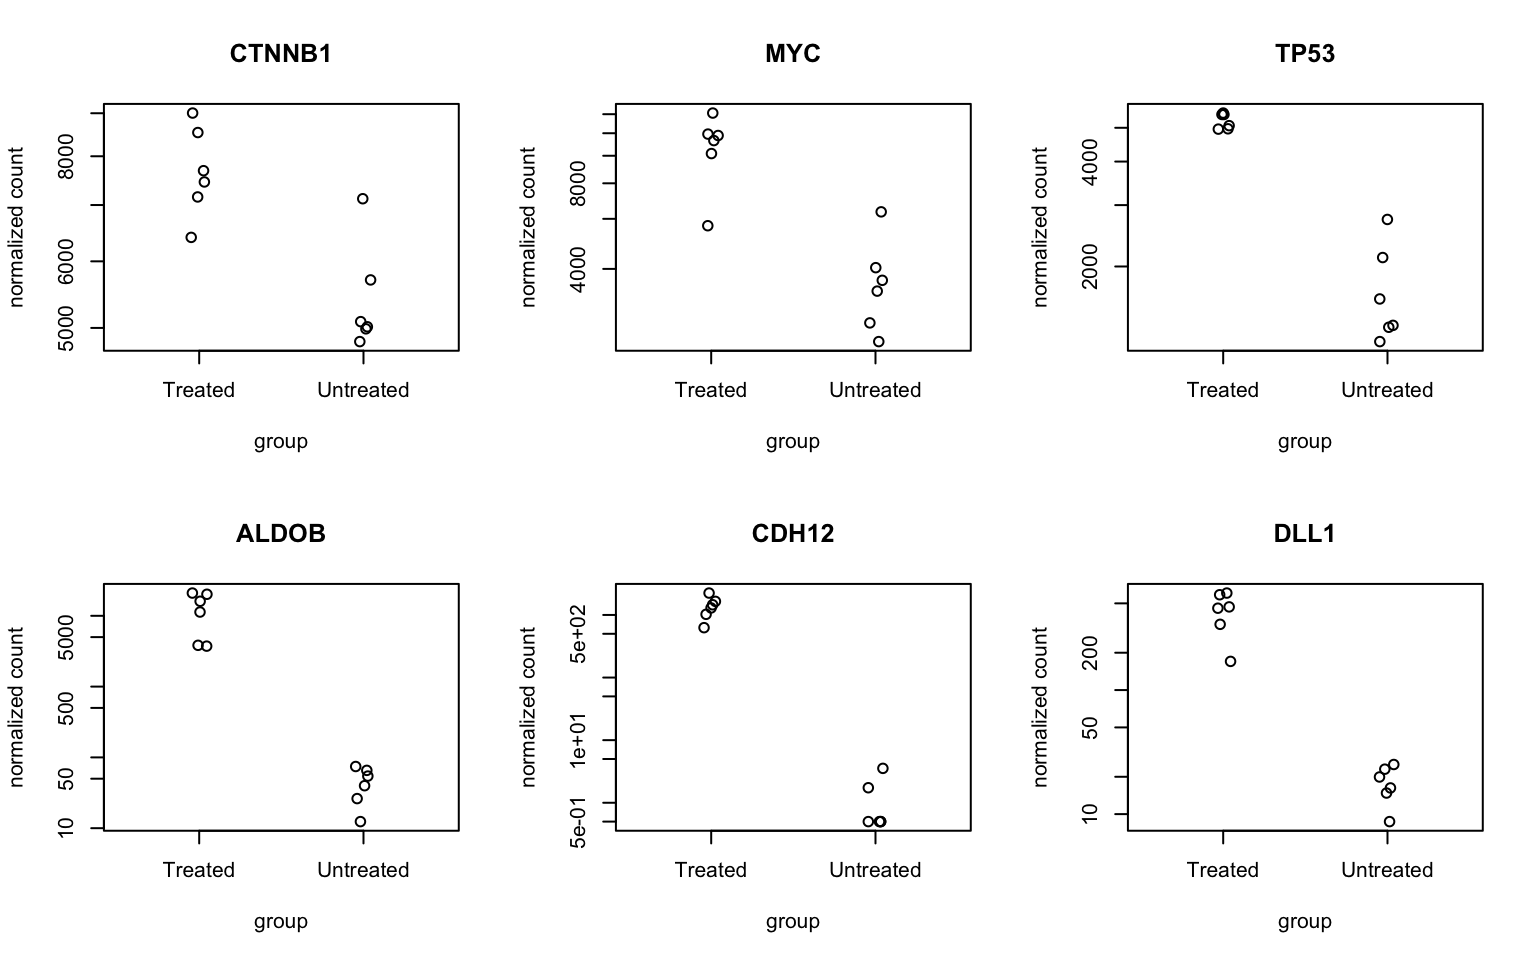 CTNNB1
normalized count
8000
6000
5000
Treated Untreated
group
MYC
normalized count
8000
4000
Treated Untreated
group
TP53
normalized count
4000
2000
Treated Untreated
group
ALDOB
normalized count
5000
500
50
10
Treated Untreated
group
CDH12
normalized count
5e+02
1e+01
5e-01
Treated Untreated
group
DLL1
normalized count
200
50
10
Treated Untreated
group